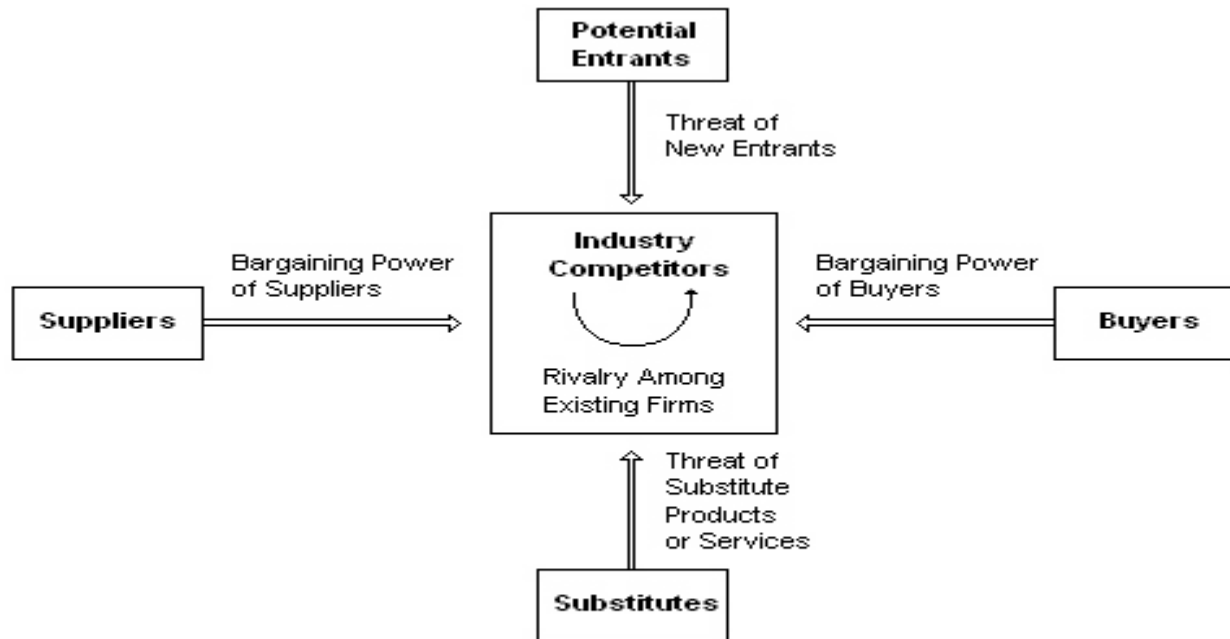 Potential
Entrants
Threat of
New Entrants
Industry
Competitors
Rivalry Among
Existing Firms
Bargaining Power
of Suppliers
Suppliers
Bargaining Power
of Buyers
Buyers
Threat of
Substitute
Products
or Services
Substitutes